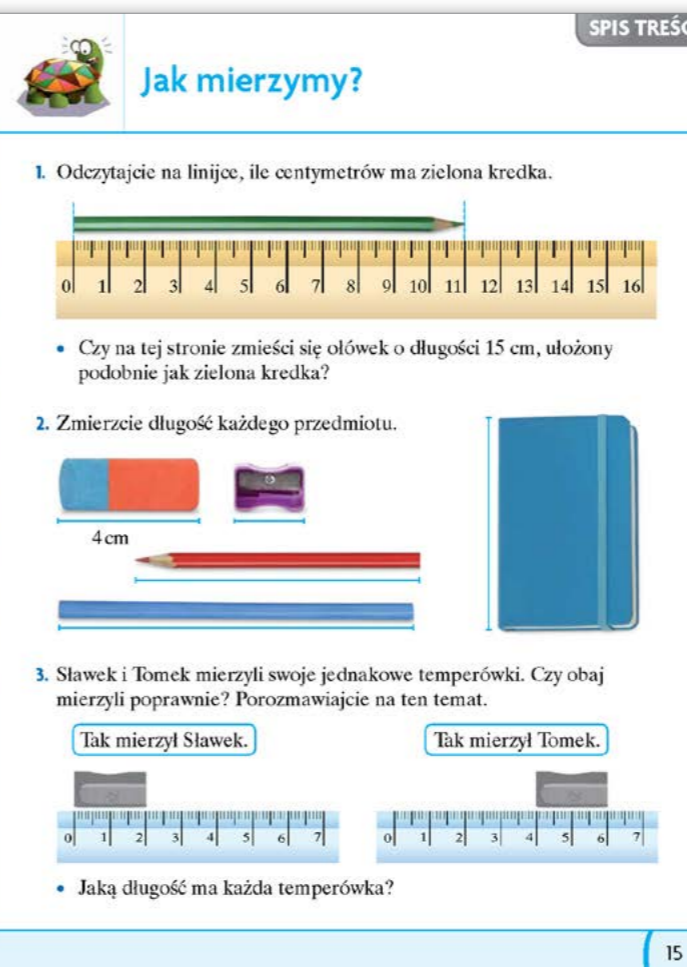 SPIS TREŚC
Jak mierzymy?
1. Odczytajcie na linijce, ile centymetrów ma zielona kredka.
0 1 2 3 4 5 6 7 8 9 10 11 12 13 14 15 16
• Czy na tej stronie zmieści się ołówek o długości 15 cm, ułożony
podobnie jak zielona kredka?
2. Zmierzcie długość każdego przedmiotu.
4 cm
3. Sławek i Tomek mierzyli swoje jednakowe temperówki. Czy obaj
mierzyli poprawnie? Porozmawiajcie na ten temat.
Tak mierzył Sławek.
Tak mierzył Tomek.
0 1 2 3 4 5 6 7
0 1 2 3 4 5 6 7
• Jaką długość ma każda temperówka?
15